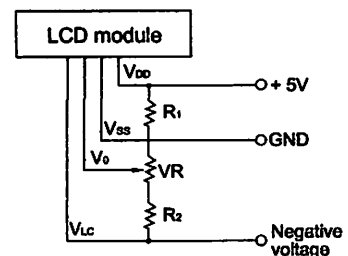 LCD module
VDD
+ 5V
R1
VSS
GND
V0
VR
R2
VLC
Negative
voltage